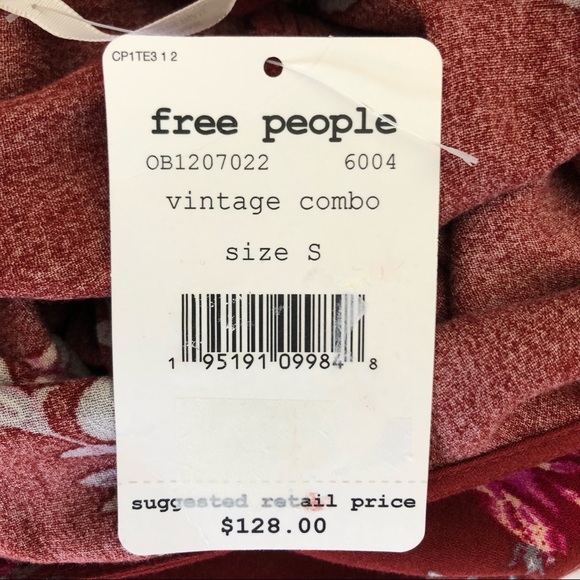 CP1TE3 1 2
free people
OB1207022 6004
vintage combo
size S
1 95191 09984 8
suggested retail price
$128.00